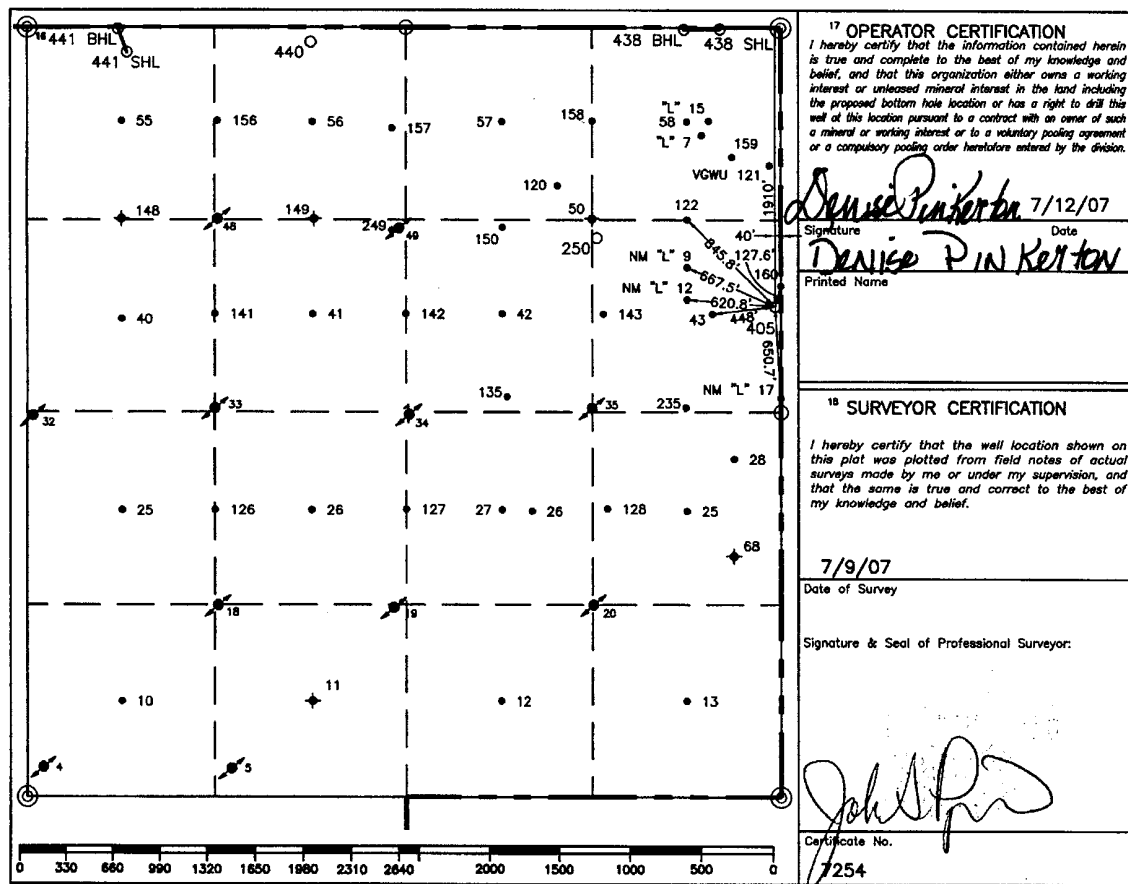 16 441 BHL
441 SHL
440
438 BHL 438 SHL
55 156 56 157 57 158 "L" 15
58
"L" 7
159
VGWU 121
120
148 48 149 249 49 150 50 250 122
1910'
40'
845.8' 127.6'
NM "L" 9
160
667.5'
NM "L" 12
620.8'
448'
40 141 41 142 42 143 43 405
650.7'
135 NM "L" 17
32 33 34 35 235
28
25 126 26 127 27 26 128 25
68
18 19 20
10 11 12 13
4 5
0 330 660 990 1320 1650 1980 2310 2640 2000 1500 1000 500 0
17 OPERATOR CERTIFICATION
I hereby certify that the information contained herein
is true and complete to the best of my knowledge and
belief, and that this organization either owns a working
interest or unleased mineral interest in the land including
the proposed bottom hole location or has a right to drill this
well at this location pursuant to a contract with an owner of such
a mineral or working interest or to a voluntary pooling agreement
or a compulsory pooling order heretofore entered by the division.
Denise Pinkerton 7/12/07
Signature Date
Denise Pinkerton
Printed Name
18 SURVEYOR CERTIFICATION
I hereby certify that the well location shown on
this plat was plotted from field notes of actual
surveys made by me or under my supervision, and
that the same is true and correct to the best of
my knowledge and belief.
7/9/07
Date of Survey
Signature & Seal of Professional Surveyor:
Certificate No.
7254